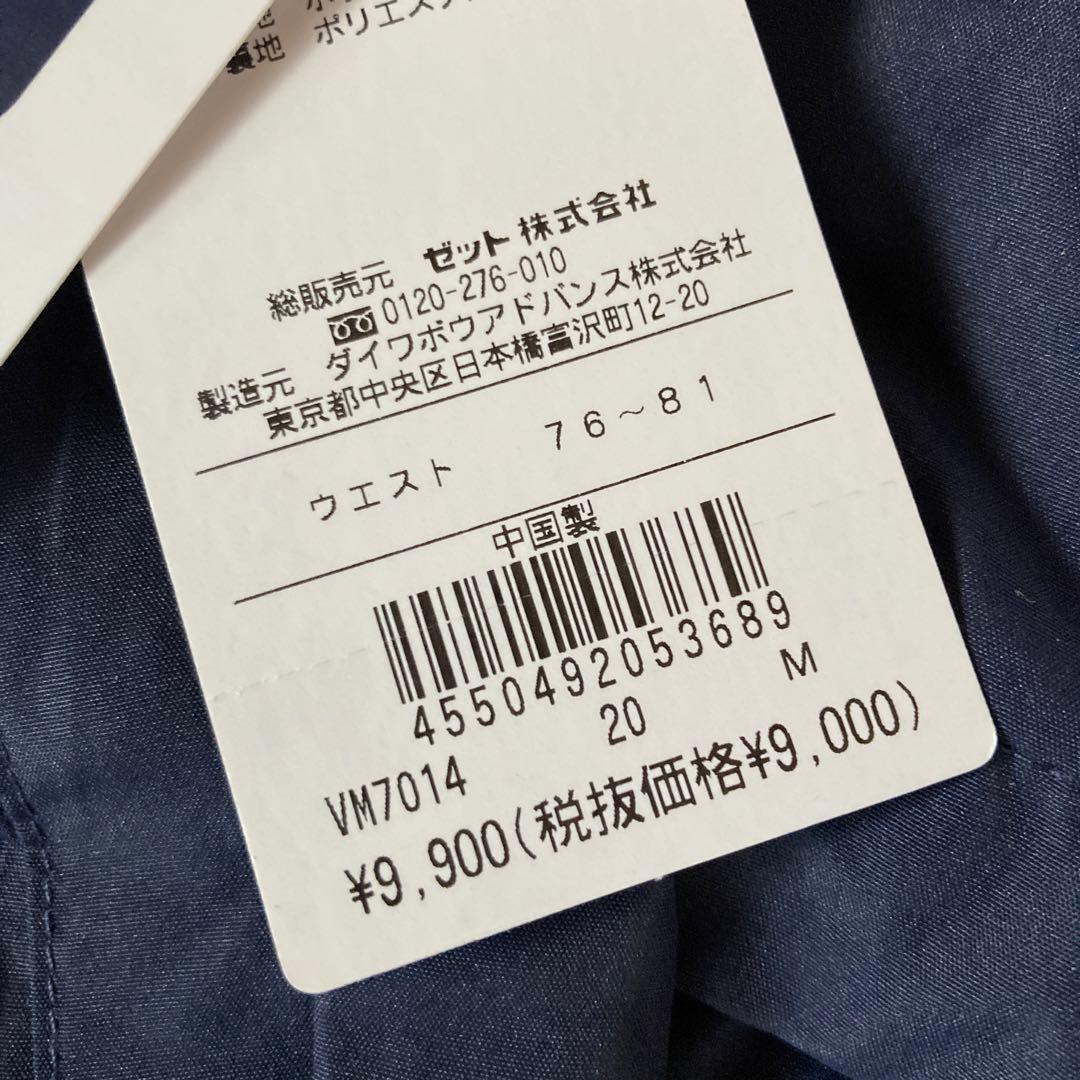 裏地 ポリエステ
総販売元 ゼット株式会社
0120-276-010
製造元 ダイワボウアドバンス株式会社
東京都中央区日本橋富沢町12-20
ウエスト 76～81
中国製
4550492053689
VM7014 20 M
¥9,900(税抜価格¥9,000)